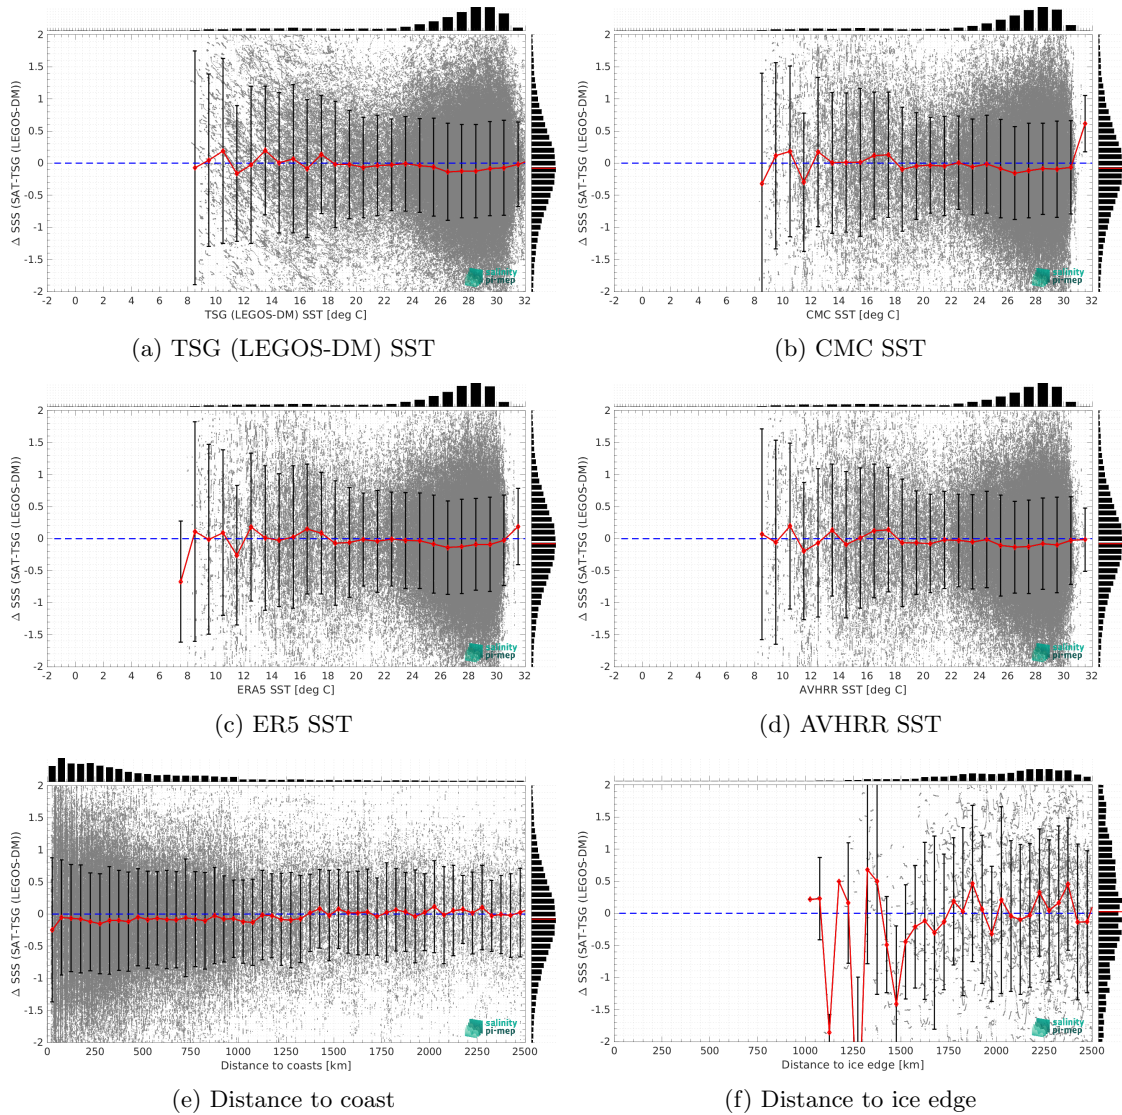 2
1.5
1
0.5
0
-0.5
-1
-1.5
-2
Δ SSS (SAT-TSG (LEGOS-DM))
-2 0 2 4 6 8 10 12 14 16 18 20 22 24 26 28 30 32
TSG (LEGOS-DM) SST [deg C]
salinity
pi-mep
(a) TSG (LEGOS-DM) SST
2
1.5
1
0.5
0
-0.5
-1
-1.5
-2
Δ SSS (SAT-TSG (LEGOS-DM))
-2 0 2 4 6 8 10 12 14 16 18 20 22 24 26 28 30 32
CMC SST [deg C]
salinity
pi-mep
(b) CMC SST
2
1.5
1
0.5
0
-0.5
-1
-1.5
-2
Δ SSS (SAT-TSG (LEGOS-DM))
-2 0 2 4 6 8 10 12 14 16 18 20 22 24 26 28 30 32
ERA5 SST [deg C]
salinity
pi-mep
(c) ER5 SST
2
1.5
1
0.5
0
-0.5
-1
-1.5
-2
Δ SSS (SAT-TSG (LEGOS-DM))
-2 0 2 4 6 8 10 12 14 16 18 20 22 24 26 28 30 32
AVHRR SST [deg C]
salinity
pi-mep
(d) AVHRR SST
2
1.5
1
0.5
0
-0.5
-1
-1.5
-2
Δ SSS (SAT-TSG (LEGOS-DM))
0 250 500 750 1000 1250 1500 1750 2000 2250 2500
Distance to coasts [km]
salinity
pi-mep
(e) Distance to coast
2
1.5
1
0.5
0
-0.5
-1
-1.5
-2
Δ SSS (SAT-TSG (LEGOS-DM))
0 250 500 750 1000 1250 1500 1750 2000 2250 2500
Distance to ice edge [km]
salinity
pi-mep
(f) Distance to ice edge